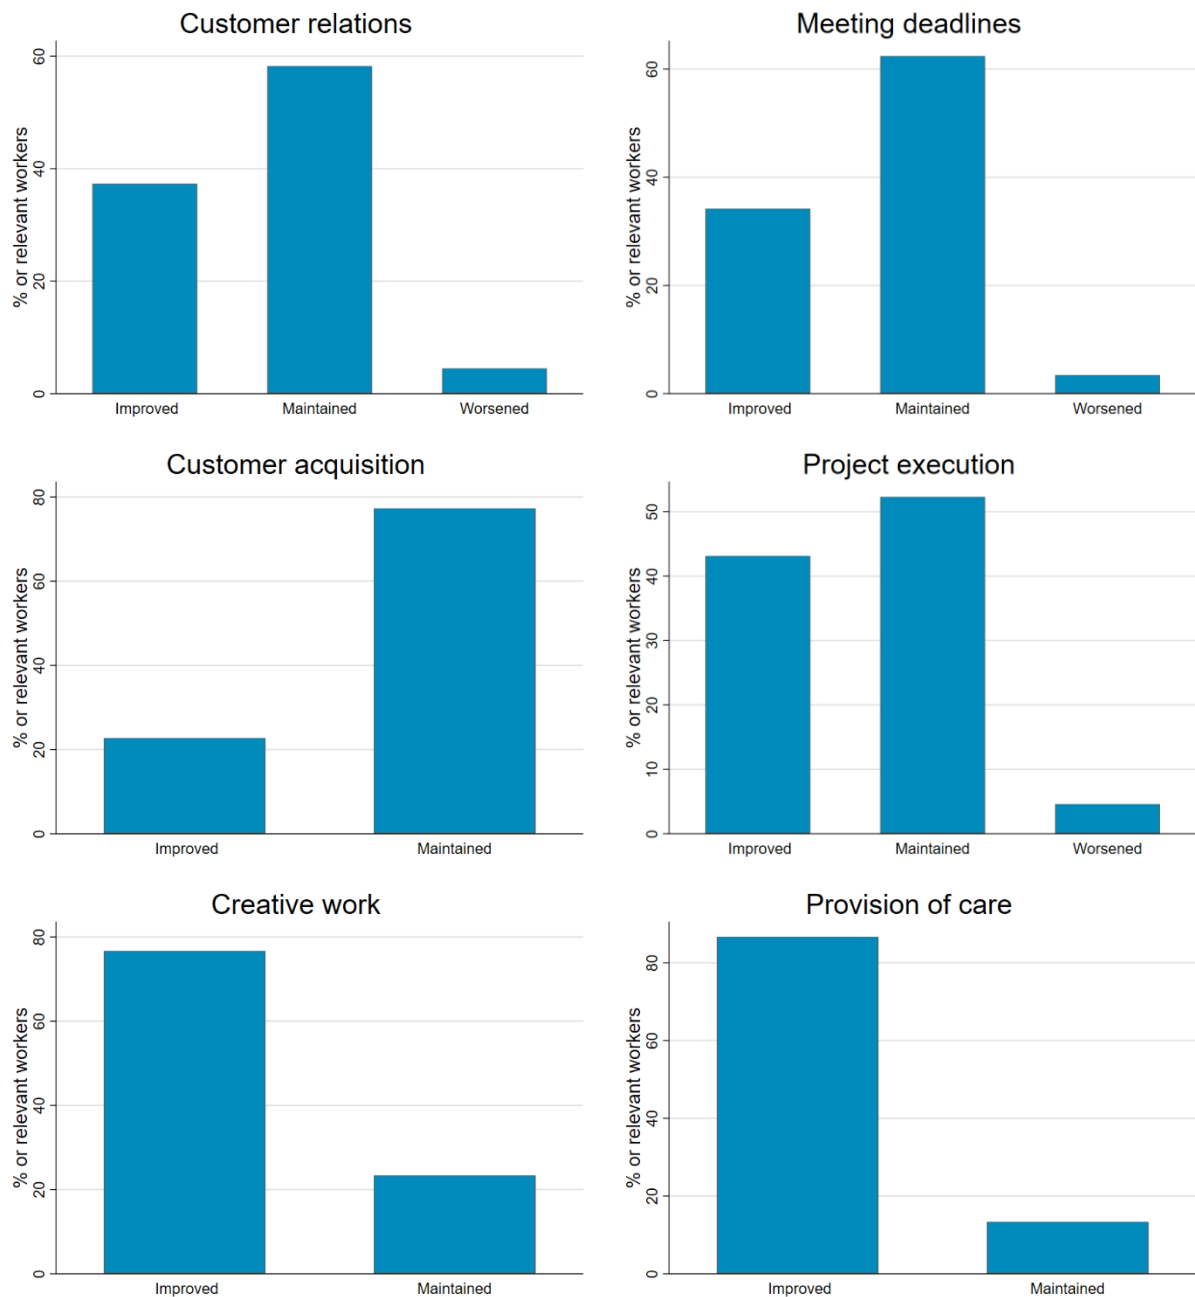 Customer relations
% or relevant workers
60
40
20
0
Improved Maintained Worsened
Meeting deadlines
% or relevant workers
60
40
20
0
Improved Maintained Worsened
Customer acquisition
% or relevant workers
80
60
40
20
0
Improved Maintained
Project execution
% or relevant workers
50
40
30
20
10
0
Improved Maintained Worsened
Creative work
% or relevant workers
80
60
40
20
0
Improved Maintained
Provision of care
% or relevant workers
80
60
40
20
0
Improved Maintained